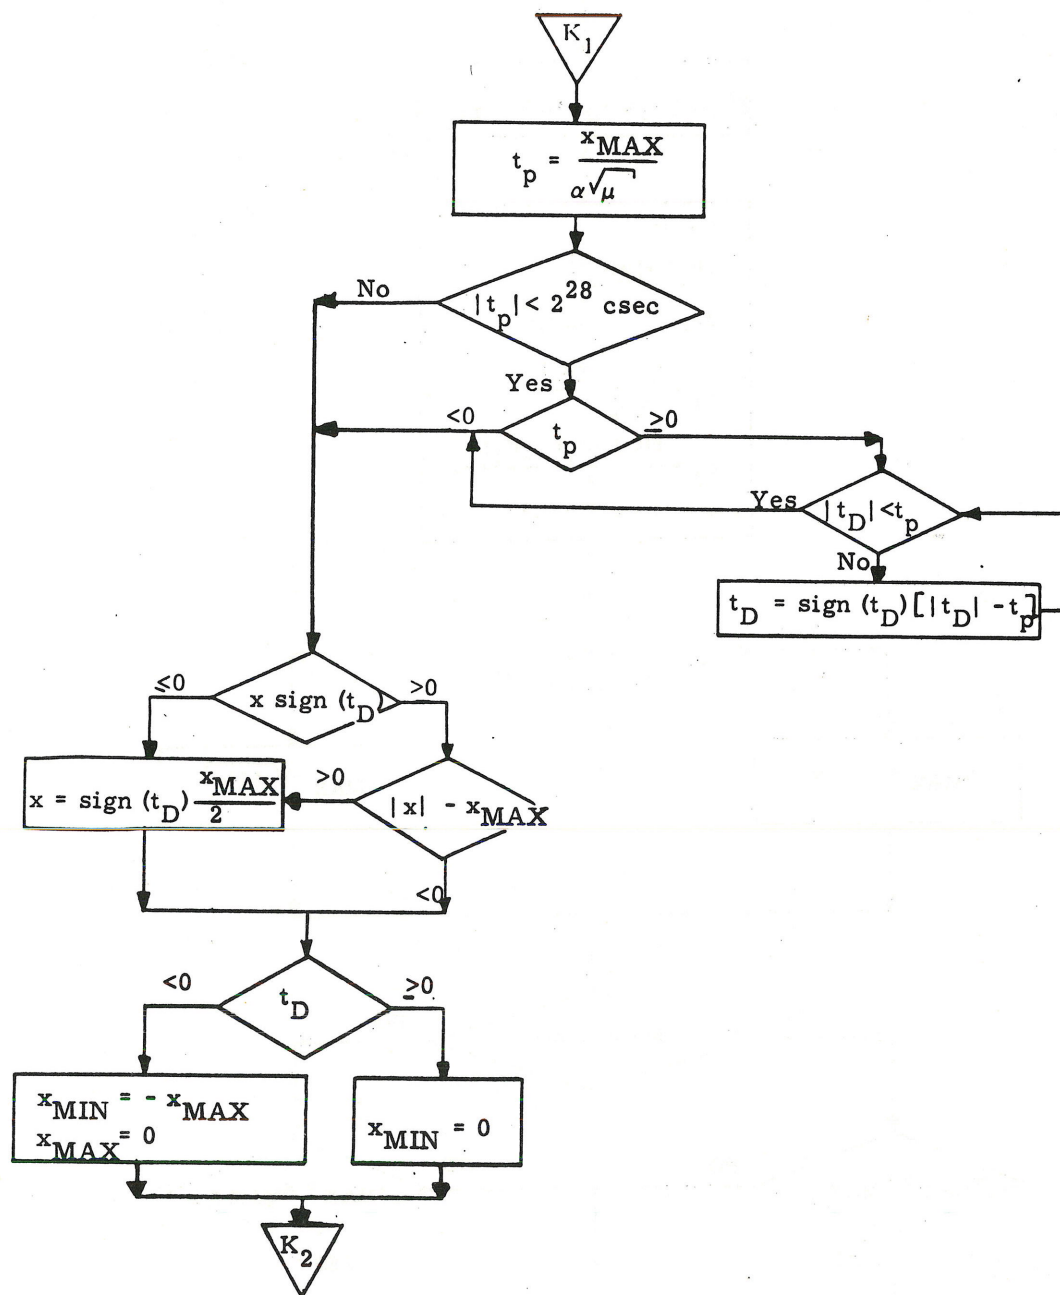 K1
tp = xMAX / α√μ
No
|tp| < 2^28 csec
Yes
<0
tp
≥0
Yes
|tD| < tp
No
tD = sign (tD) [|tD| - tp]
≤0
x sign (tD)
>0
x = sign (tD) xMAX / 2
>0
|x| - xMAX
<0
<0
tD
≥0
xMIN = - xMAX
xMAX = 0
xMIN = 0
K2